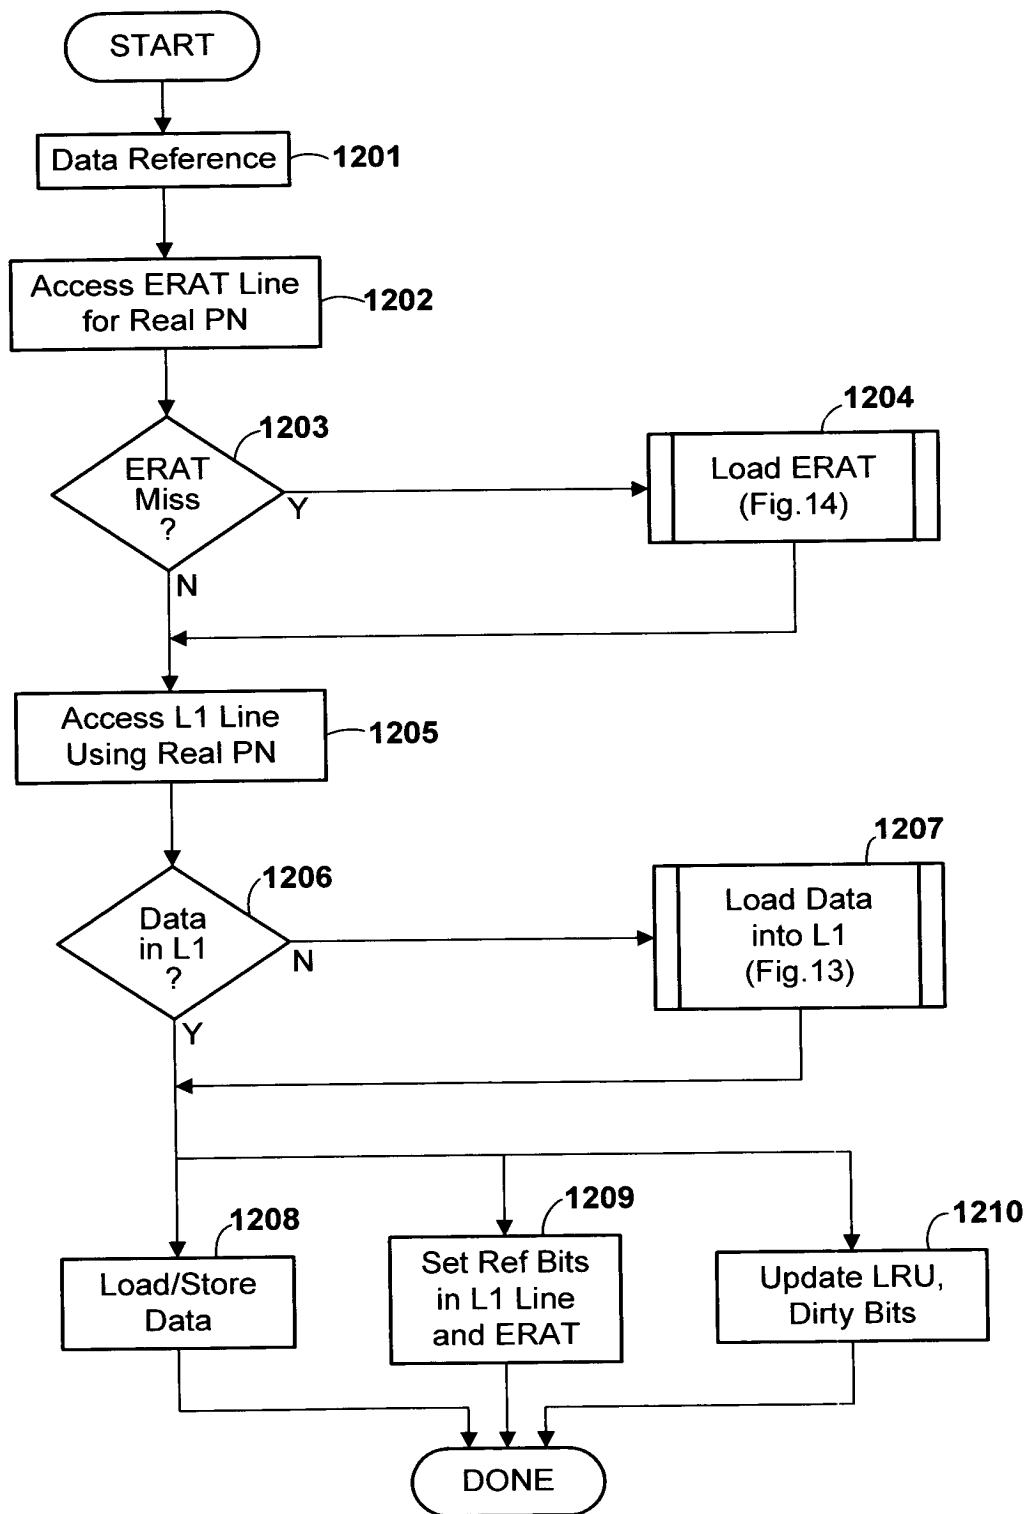 START
Data Reference
1201
Access ERAT Line
for Real PN
1202
1203
ERAT
Miss
?
Y
N
1204
Load ERAT
(Fig.14)
Access L1 Line
Using Real PN
1205
1206
Data
in L1
?
N
Y
1207
Load Data
into L1
(Fig.13)
1208
Load/Store
Data
1209
Set Ref Bits
in L1 Line
and ERAT
1210
Update LRU,
Dirty Bits
DONE